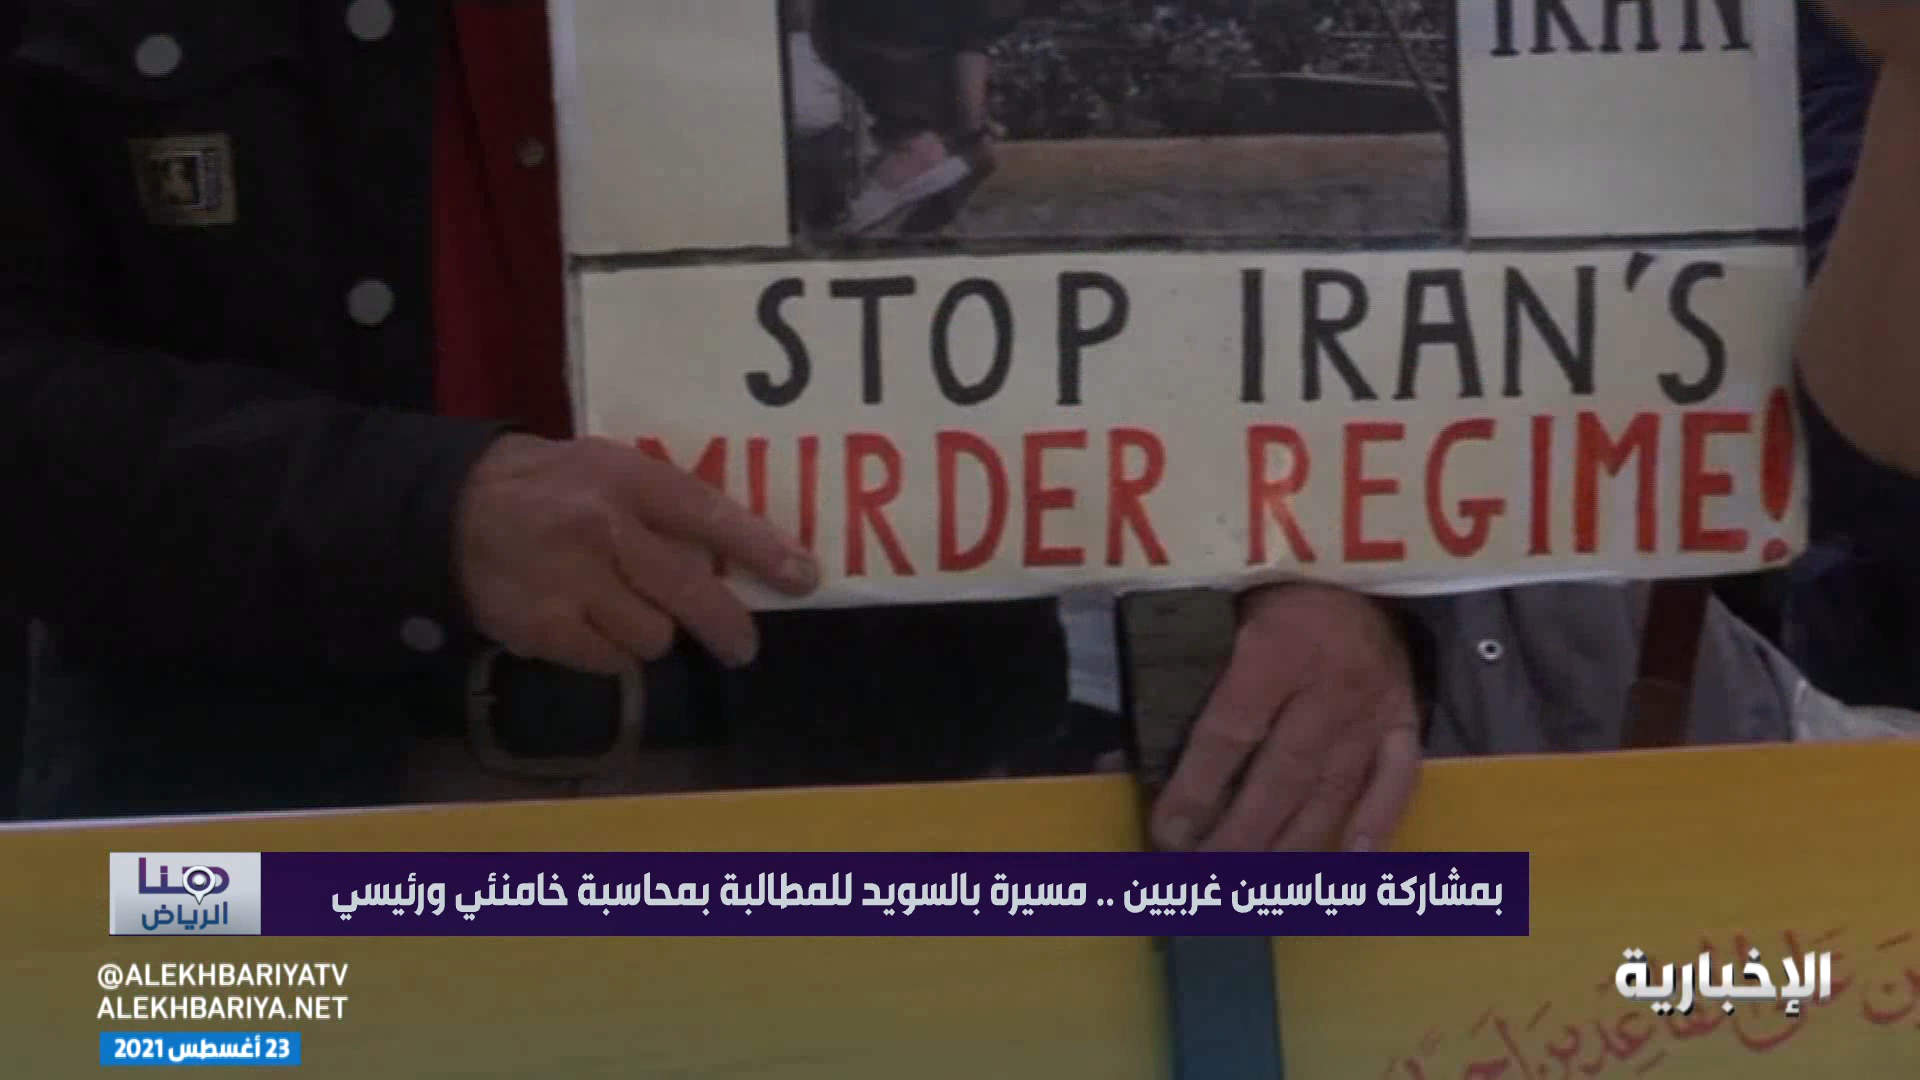 IRAN
STOP IRAN'S
MURDER REGIME!
هنا
الرياض
بمشاركة سياسيين غربيين .. مسيرة بالسويد للمطالبة بمحاسبة خامنئي ورئيسي
@ALEKHBARIYATV
ALEKHBARIYA.NET
23 أغسطس 2021
الإخبارية